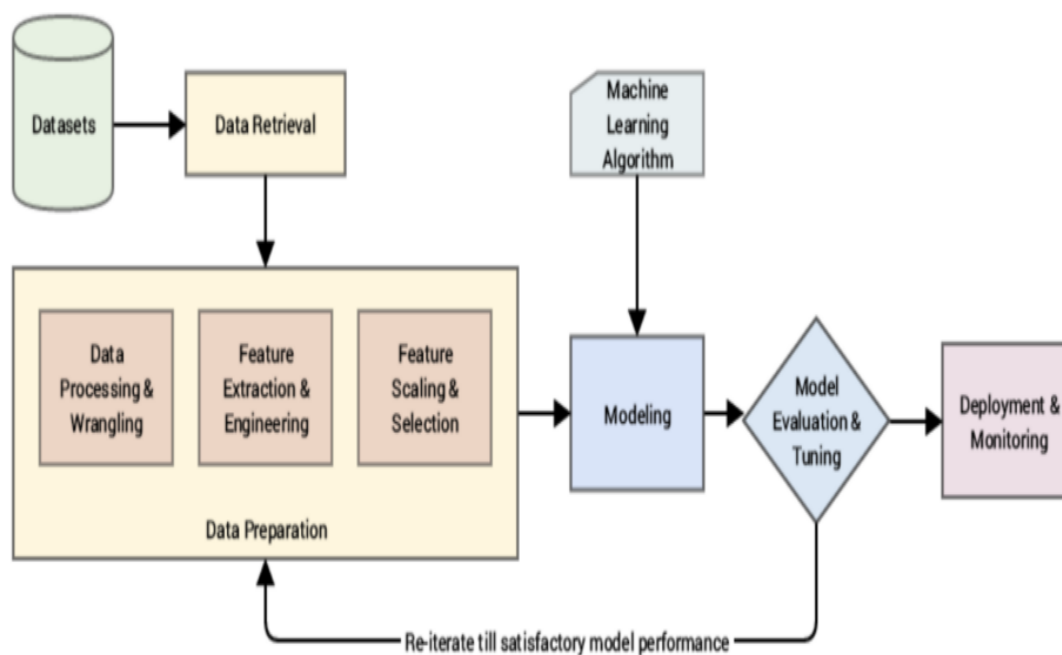 Datasets
Data Retrieval
Machine
Learning
Algorithm
Data
Processing &
Wrangling
Feature
Extraction &
Engineering
Feature
Scaling &
Selection
Data Preparation
Modeling
Model
Evaluation &
Tuning
Deployment &
Monitoring
Re-iterate till satisfactory model performance